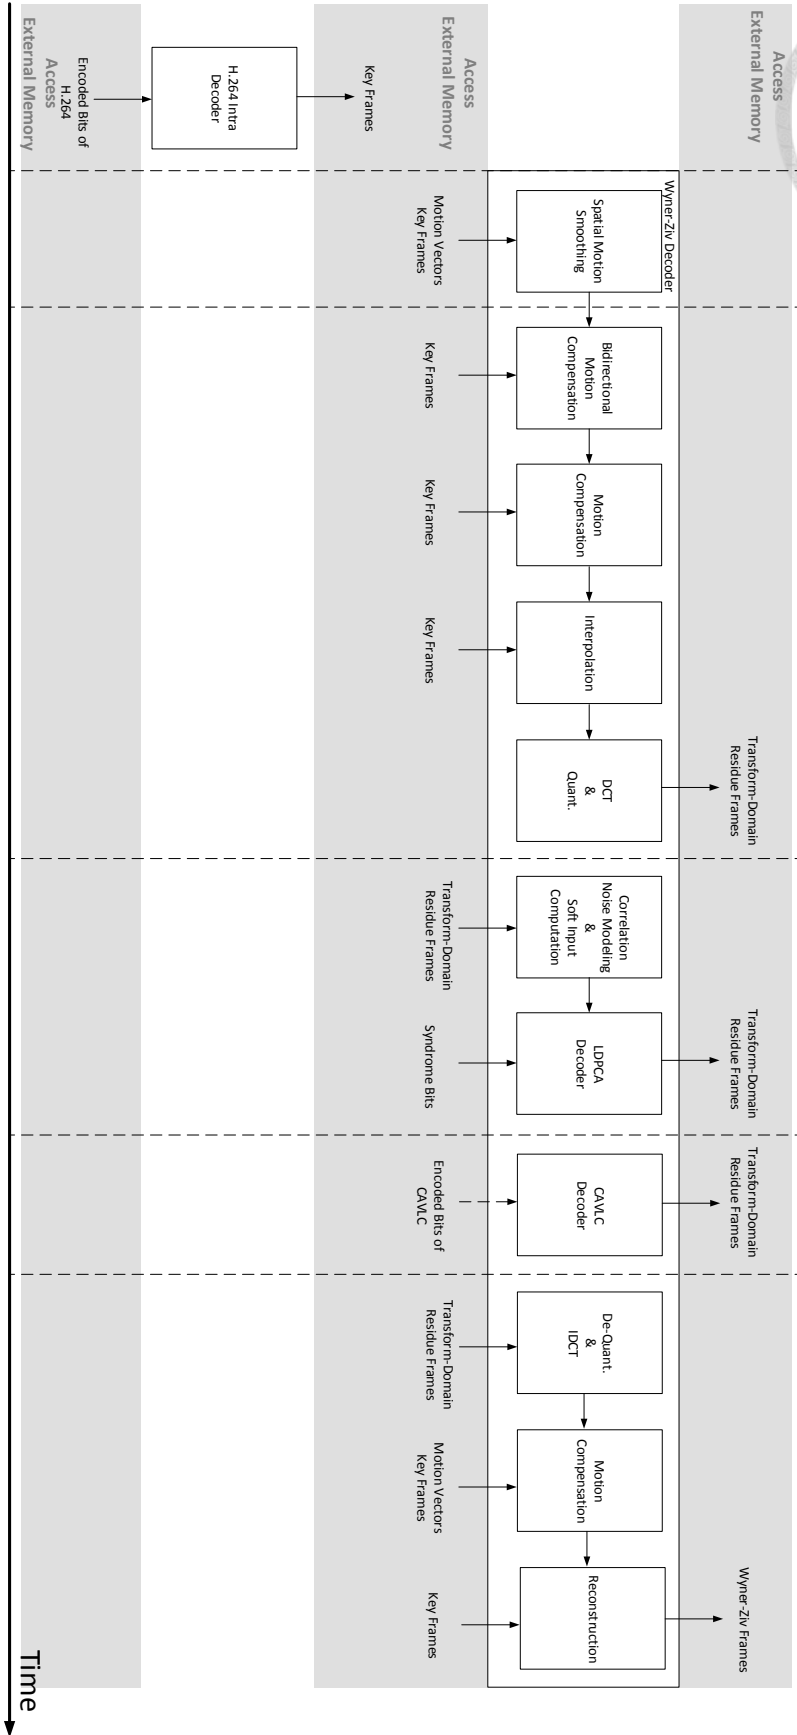 External Memory
Access
Encoded Bits of
H.264
H.264 Intra
Decoder
Key Frames
External Memory
Access
External Memory
Access
Wyner-Ziv Decoder
Spatial Motion
Smoothing
Motion Vectors
Key Frames
Bidirectional
Motion
Compensation
Key Frames
Motion
Compensation
Key Frames
Interpolation
Key Frames
DCT
&
Quant.
Transform-Domain
Residue Frames
Correlation
Noise Modeling
&
Soft Input
Computation
Transform-Domain
Residue Frames
LDPCA
Decoder
Syndrome Bits
Transform-Domain
Residue Frames
CAVLC
Decoder
Encoded Bits of
CAVLC
Transform-Domain
Residue Frames
De-Quant.
&
IDCT
Transform-Domain
Residue Frames
Motion
Compensation
Motion Vectors
Key Frames
Reconstruction
Key Frames
Wyner-Ziv Frames
Time